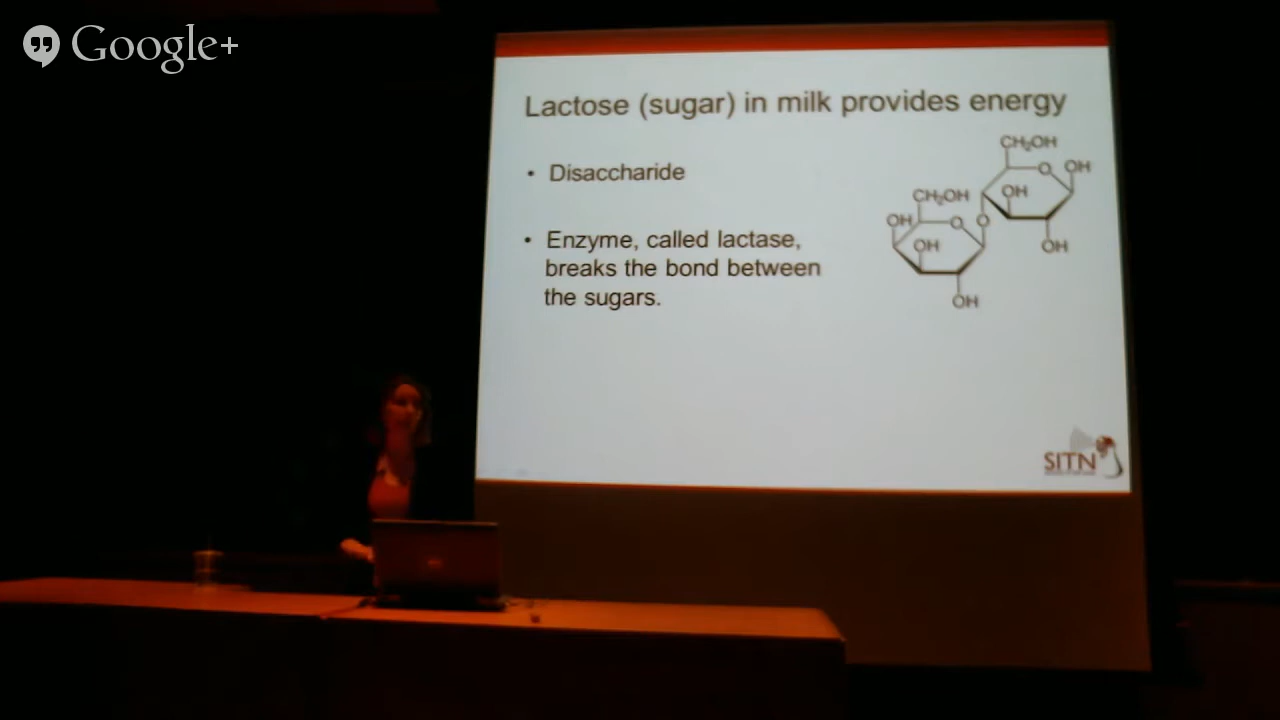 Google+
Lactose (sugar) in milk provides energy
• Disaccharide
• Enzyme, called lactase,
breaks the bond between
the sugars.
CH₂OH
O
OH
OH
OH
CH₂OH
OH
O
O
OH
OH
SITN